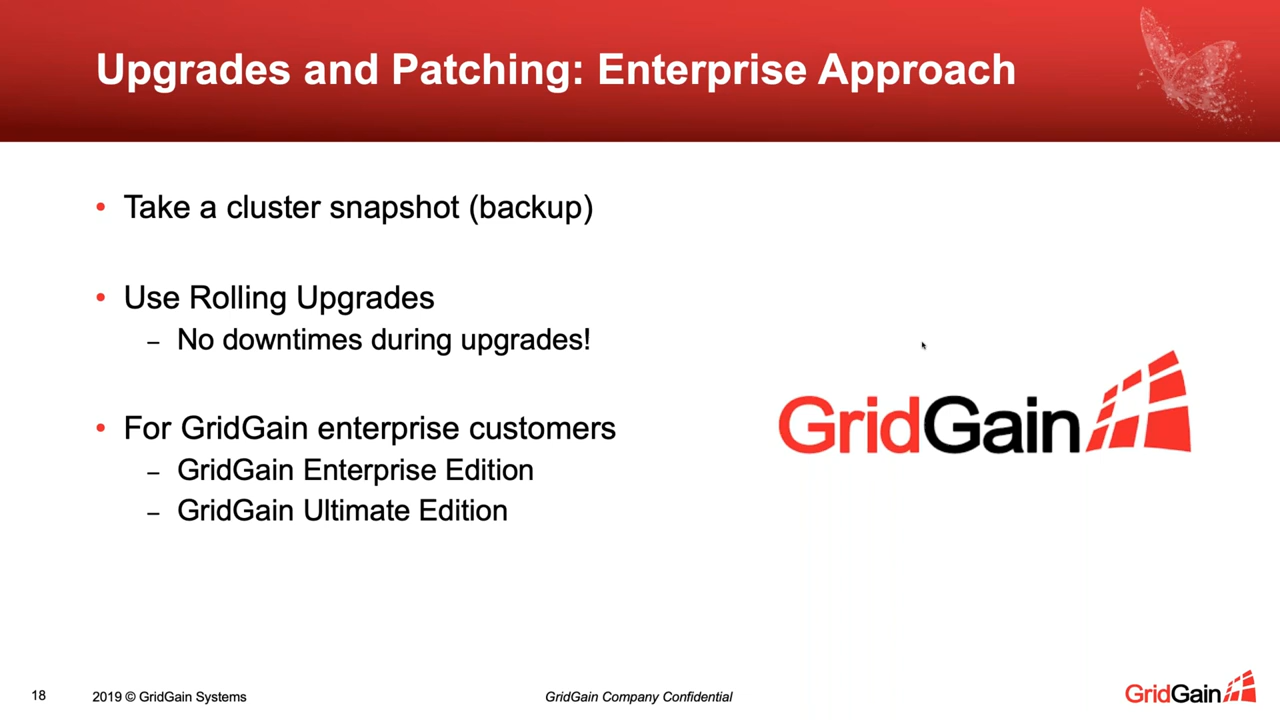 Upgrades and Patching: Enterprise Approach
• Take a cluster snapshot (backup)
• Use Rolling Upgrades
– No downtimes during upgrades!
• For GridGain enterprise customers
– GridGain Enterprise Edition
– GridGain Ultimate Edition
GridGain
18
2019 © GridGain Systems
GridGain Company Confidential
GridGain